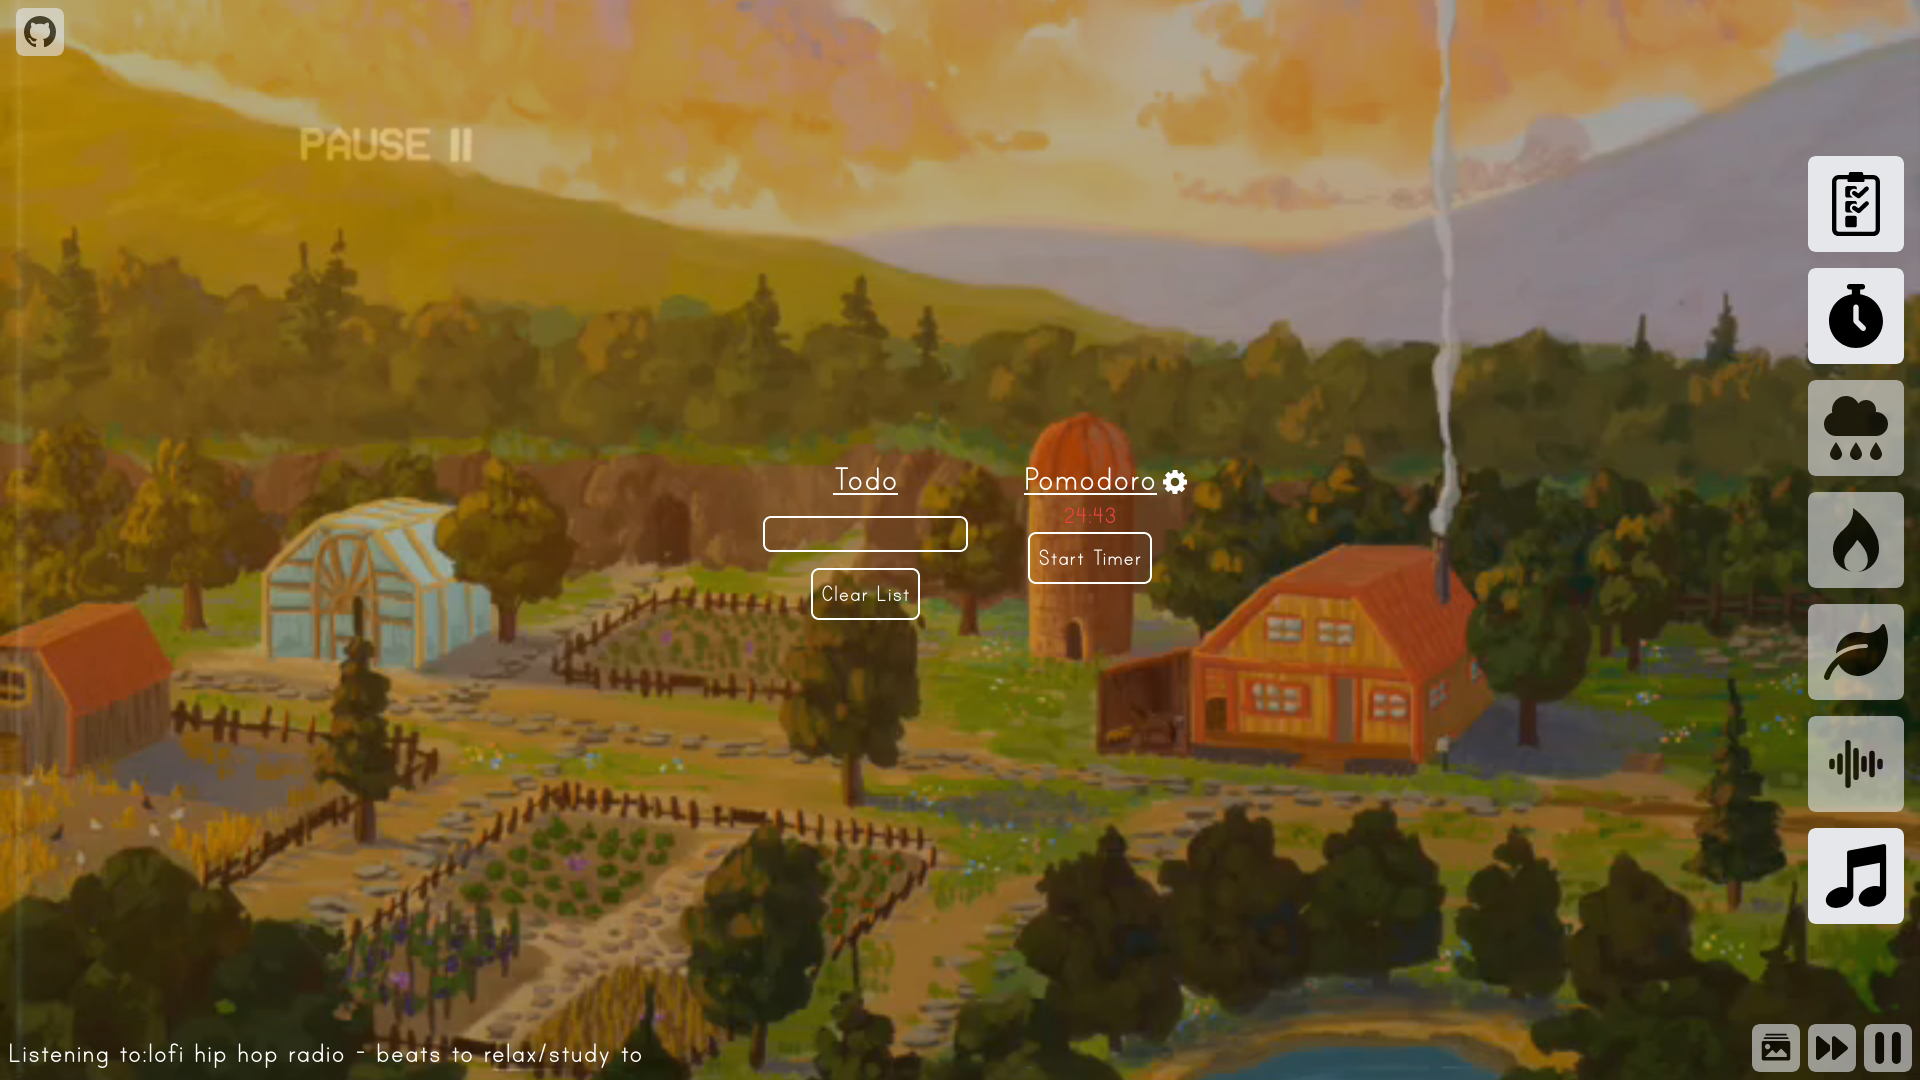 PAUSE
Todo
Pomodoro
24:43
Start Timer
Clear List
Listening to:lofi hip hop radio - beats to relax/study to